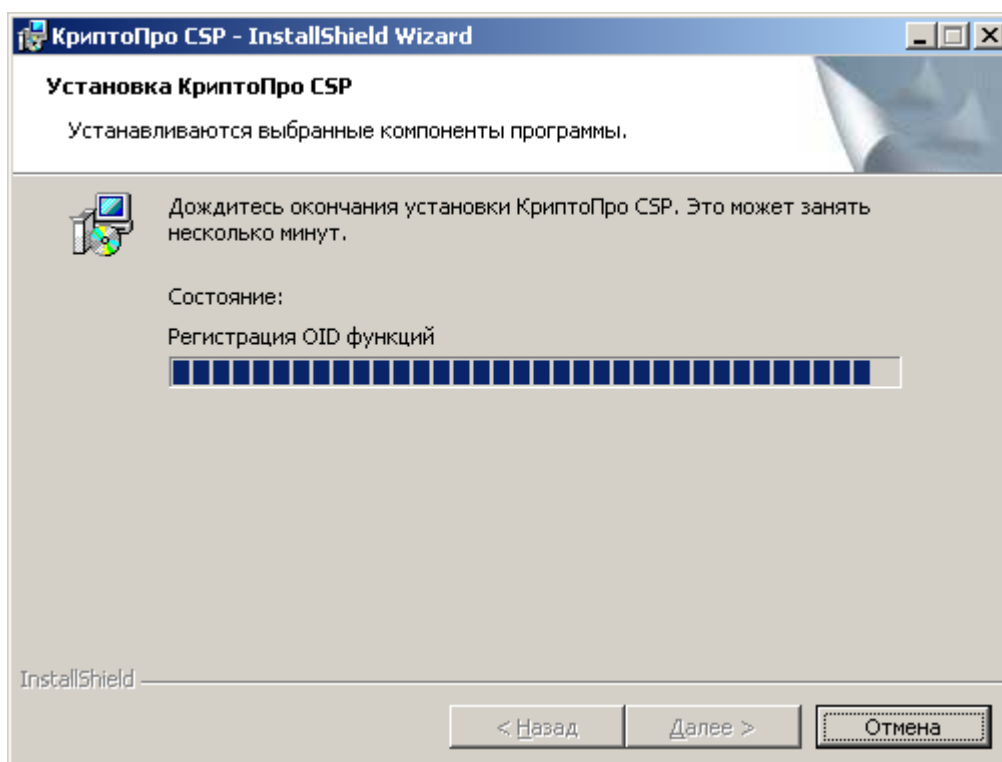 КриптоПро CSP - InstallShield Wizard
Установка КриптоПро CSP
Устанавливаются выбранные компоненты программы.
Дождитесь окончания установки КриптоПро CSP. Это может занять
несколько минут.
Состояние:
Регистрация OID функций
InstallShield
< Назад
Далее >
Отмена